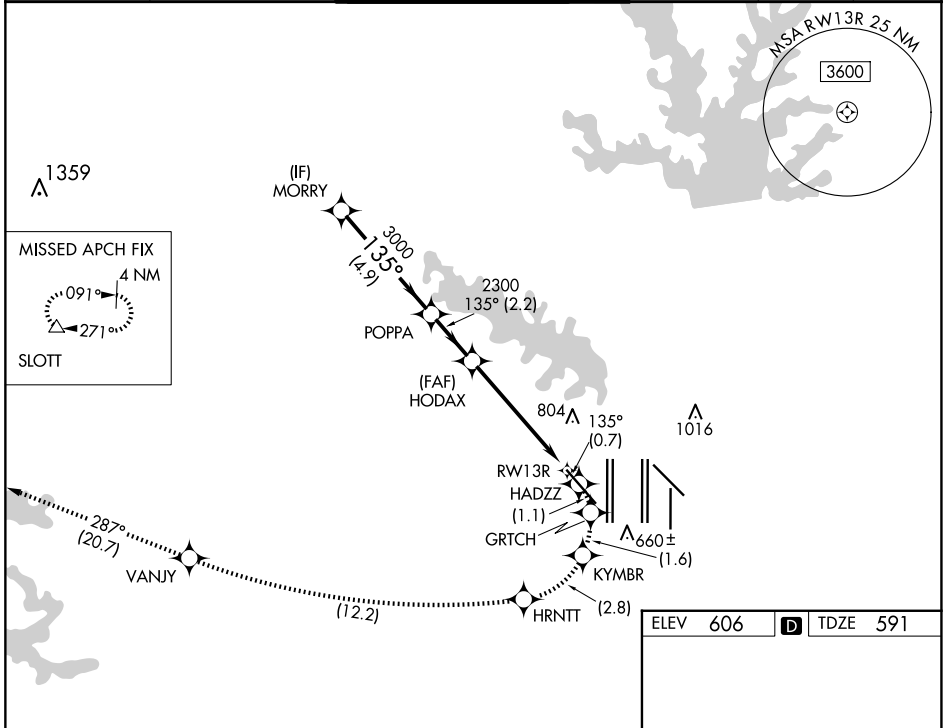 MSA RW13R 25 NM
3600
1359
(IF)
MORRY
3000
135°
(4.9)
MISSED APCH FIX
4 NM
091°
271°
SLOTT
2300
135° (2.2)
POPPA
(FAF)
HODAX
804
135°
(0.7)
1016
RW13R
HADZZ
(1.1)
GRTCH
660±
(1.6)
KYMBR
287°
(20.7)
VANJY
(12.2)
HRNTT
(2.8)
ELEV 606 D TDZE 591